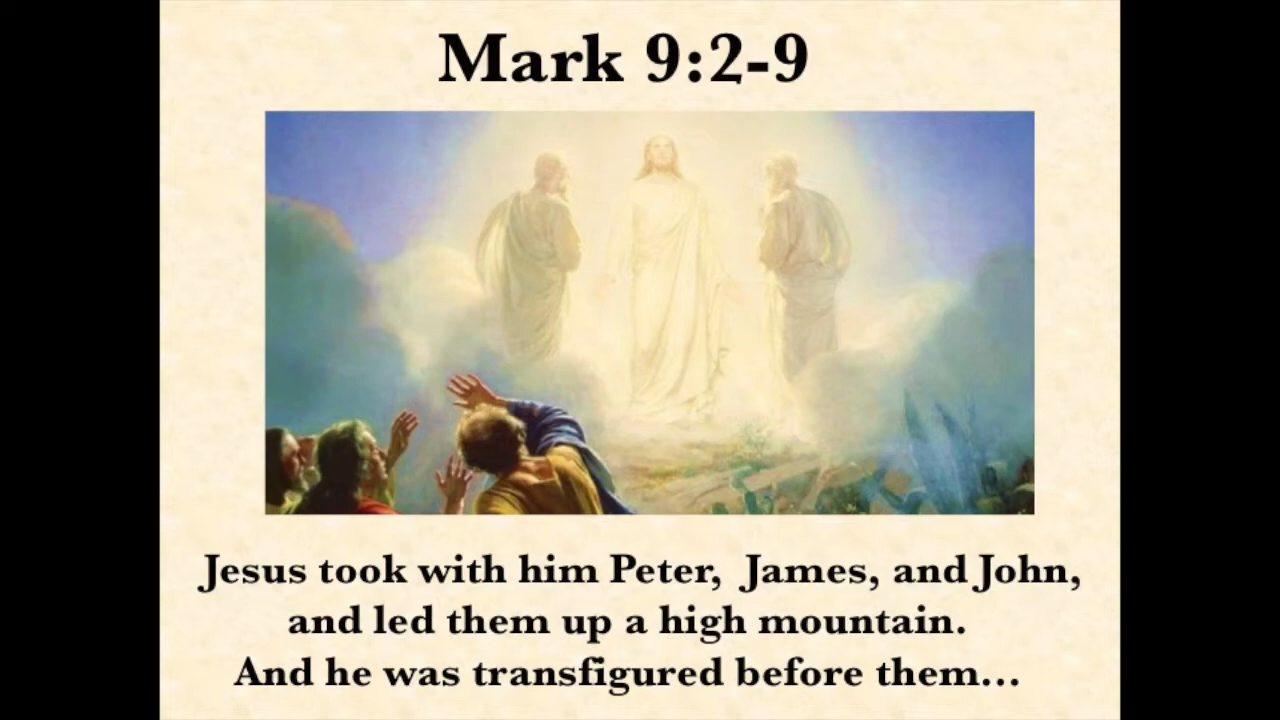 Mark 9:2-9
Jesus took with him Peter, James, and John,
and led them up a high mountain.
And he was transfigured before them...